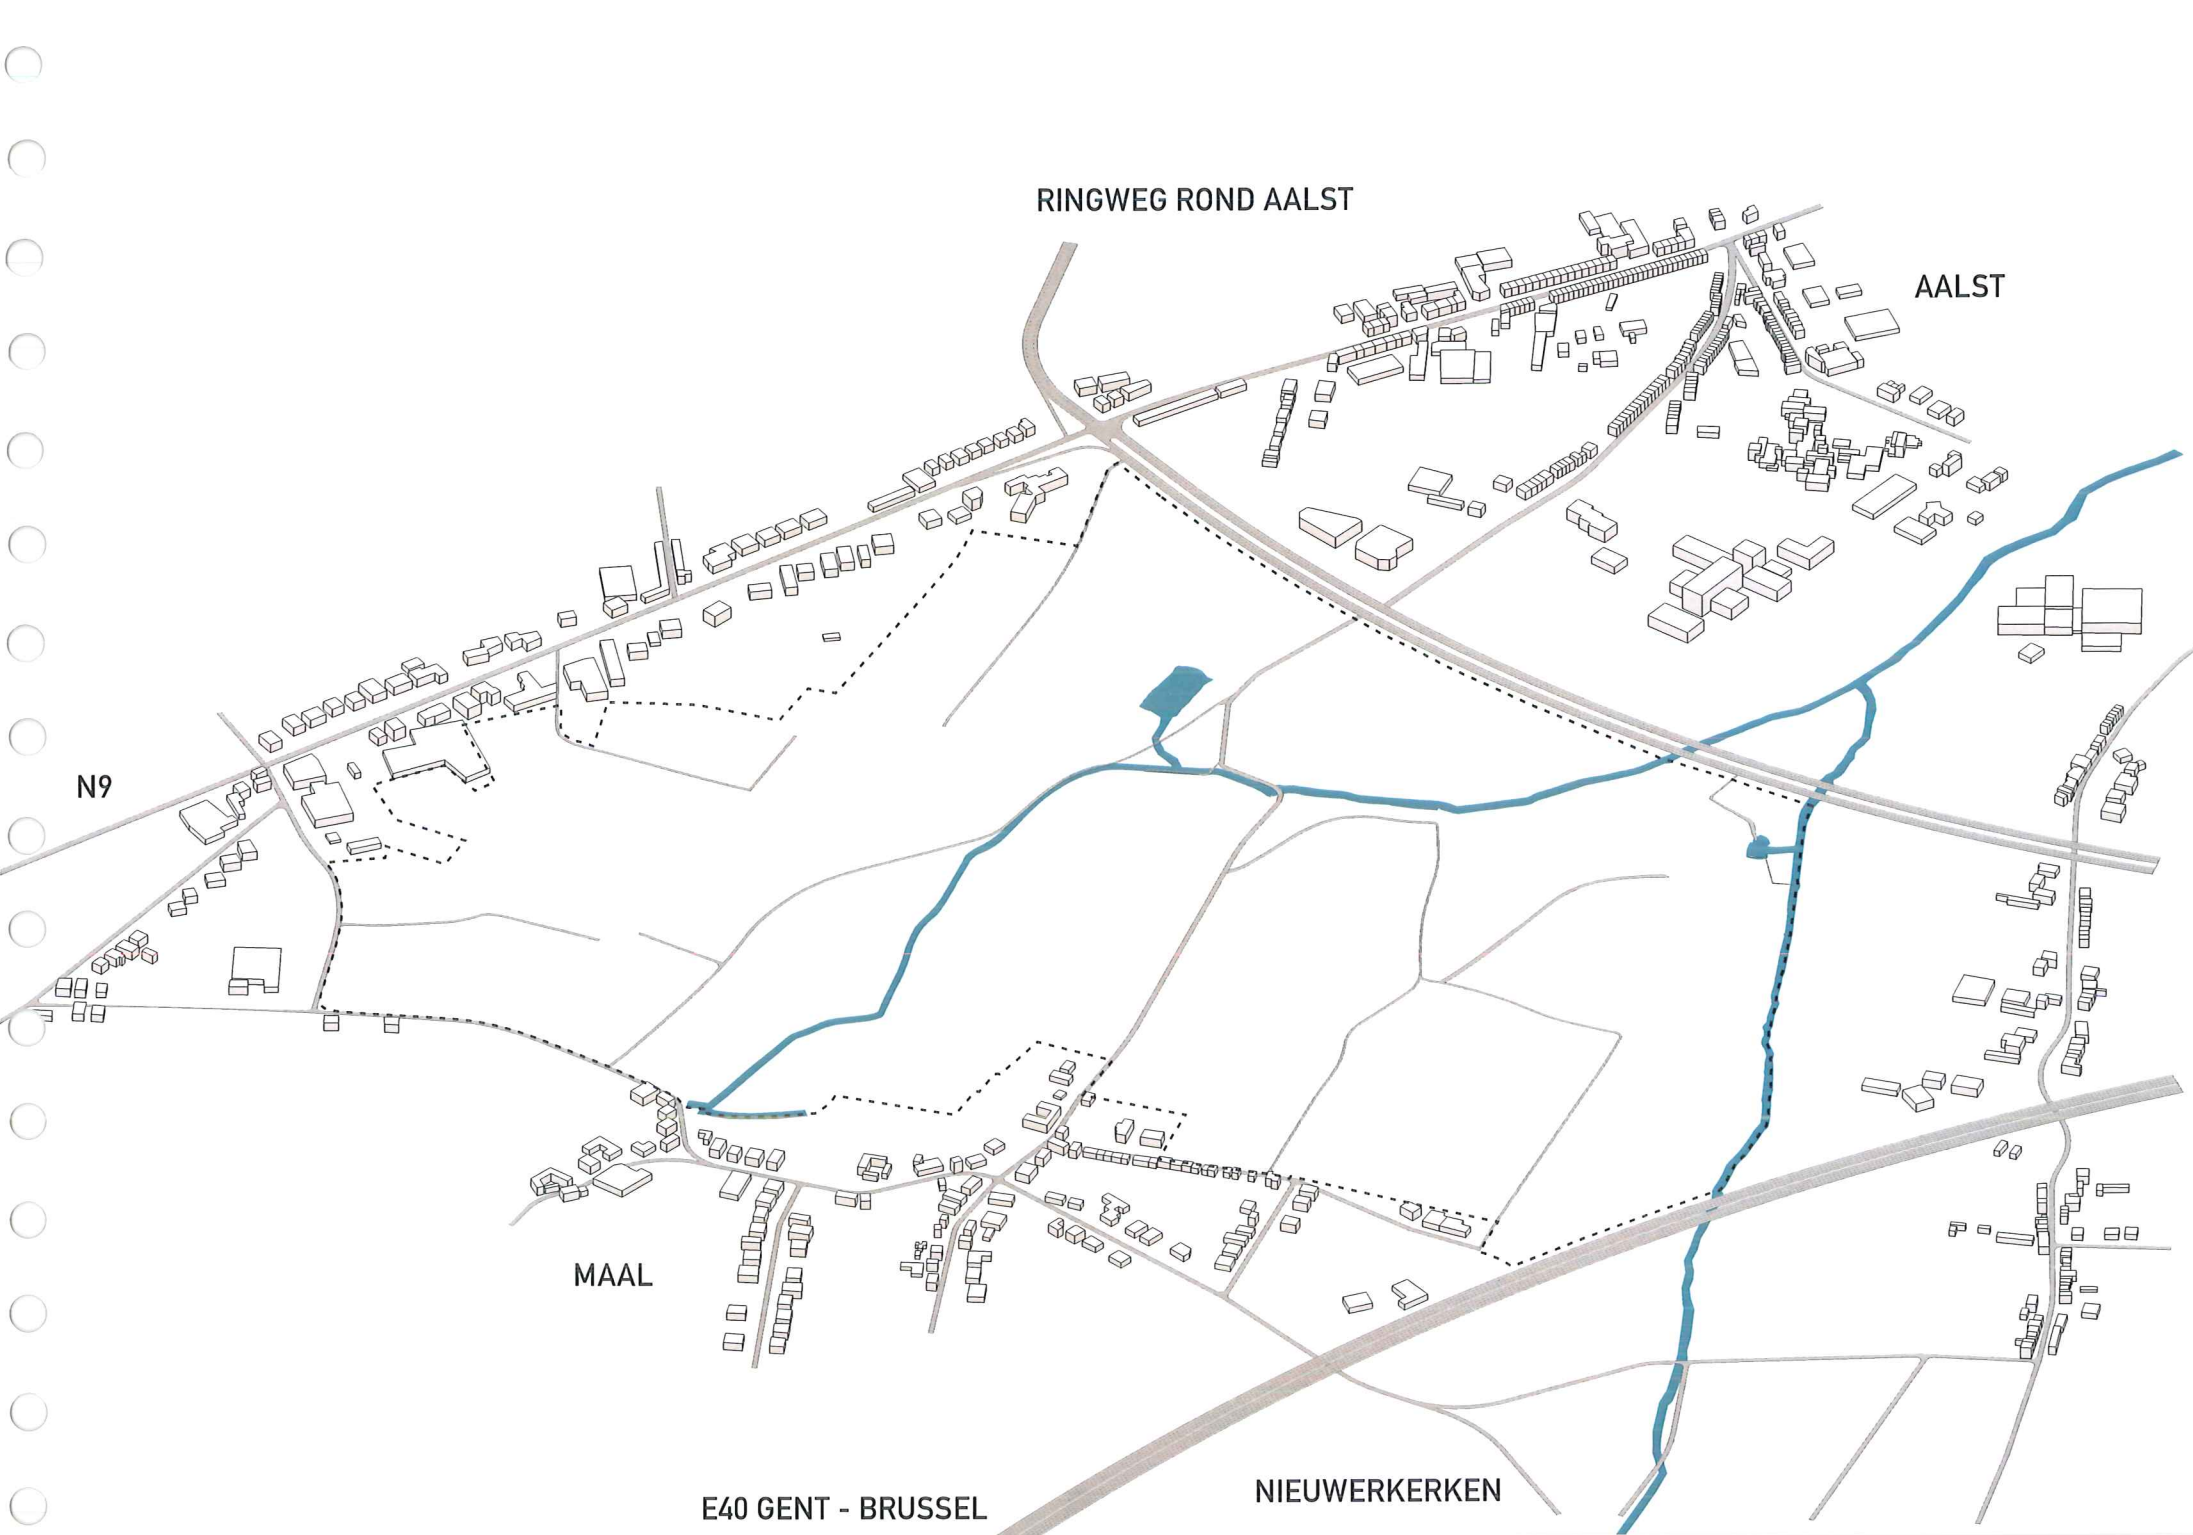 RINGWEG ROND AALST
AALST
N9
MAAL
NIEUWERKERKEN
E40 GENT - BRUSSEL